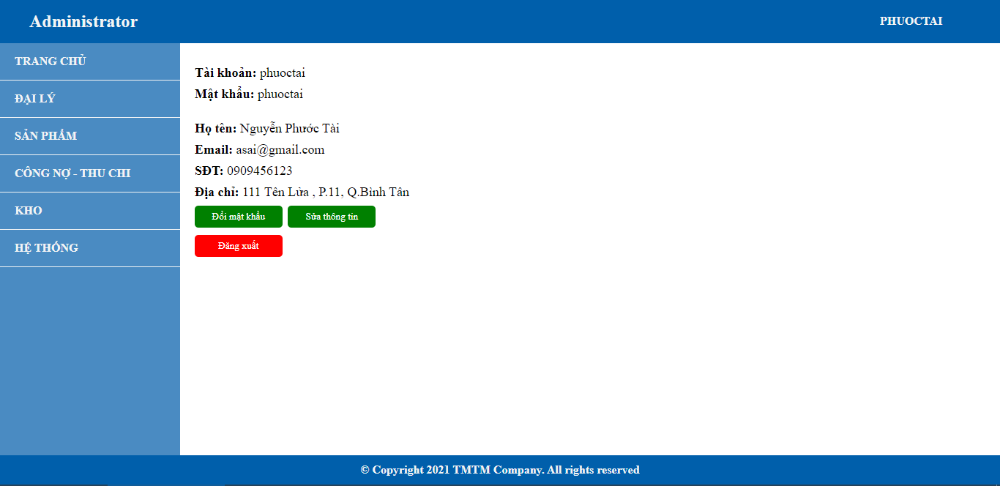 Administrator
PHUOCTAI
TRANG CHỦ
ĐẠI LÝ
SẢN PHẨM
CÔNG NỢ - THU CHI
KHO
HỆ THỐNG
Tài khoản: phuoctai
Mật khẩu: phuoctai
Họ tên: Nguyễn Phước Tài
Email: asai@gmail.com
SĐT: 0909456123
Địa chỉ: 111 Tên Lửa , P.11, Q.Bình Tân
Đổi mật khẩu
Sửa thông tin
Đăng xuất
© Copyright 2021 TMTM Company. All rights reserved